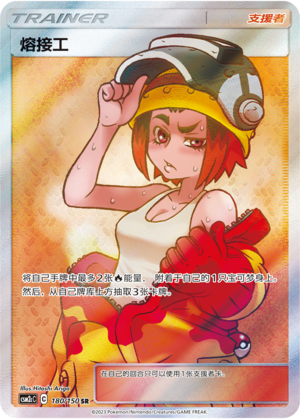 TRAINER 支援者
熔接工
将自己手牌中最多2张🔥能量,附着于自己的1只宝可梦身上。
然后,从自己牌库上方抽取3张卡牌。
Illus. Hitoshi Ariga
在自己的回合只可以使用1张支援者卡。
CSM2c C C 180/150 SR
©2023 Pokémon/Nintendo/Creatures/GAME FREAK